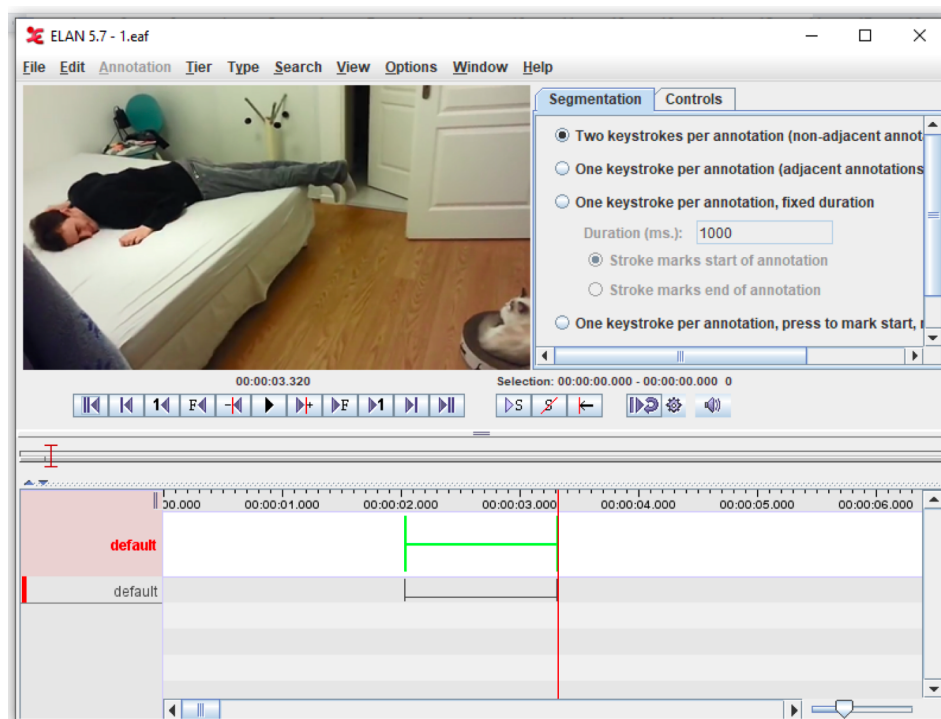 ELAN 5.7 - 1.eaf
File Edit Annotation Tier Type Search View Options Window Help
Segmentation Controls
Two keystrokes per annotation (non-adjacent annot
One keystroke per annotation (adjacent annotations
One keystroke per annotation, fixed duration
Duration (ms.): 1000
Stroke marks start of annotation
Stroke marks end of annotation
One keystroke per annotation, press to mark start, r
00:00:03.320
Selection: 00:00:00.000 - 00:00:00.000 0
1 F F 1 S S
00.000 00:00:01.000 00:00:02.000 00:00:03.000 00:00:04.000 00:00:05.000 00:00:06.000
default
default